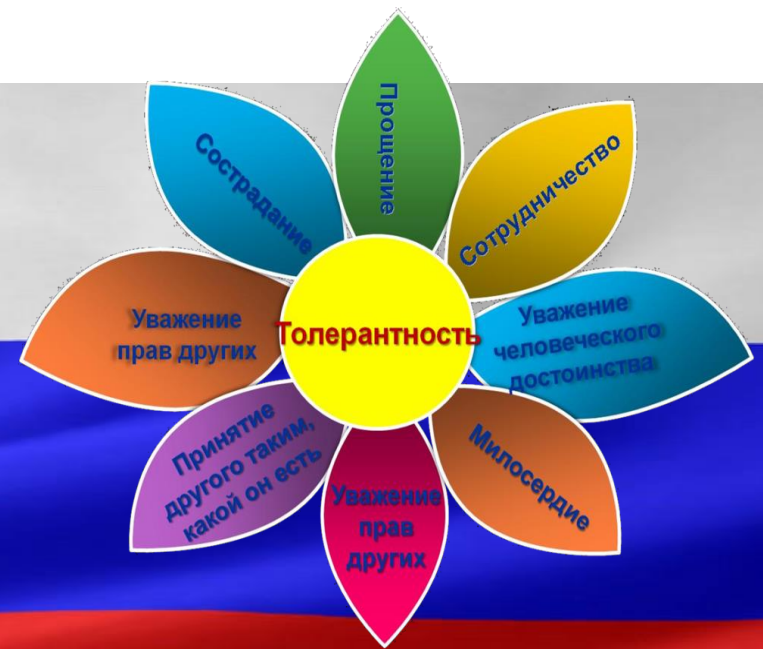 Прощение
Сострадание
Сотрудничество
Уважение
прав других
Толерантность
Уважение
человеческого
достоинства
Принятие
другого таким,
какой он есть
Милосердие
Уважение
прав
других